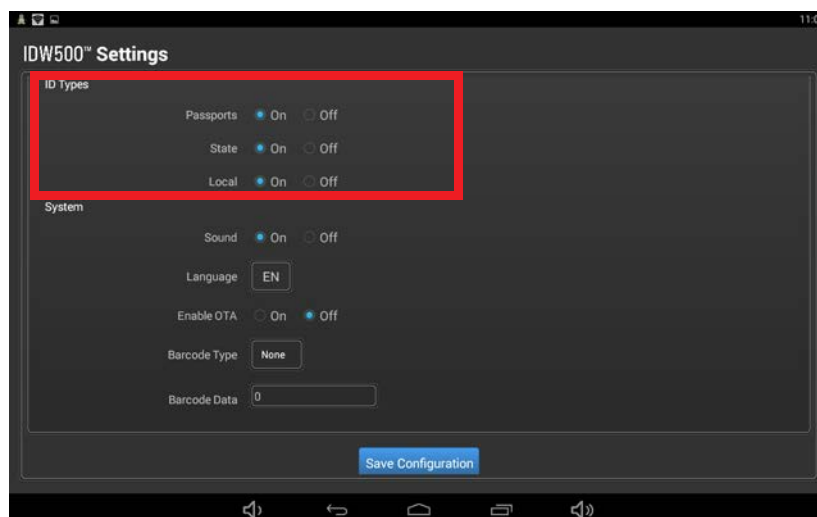 IDW500™ Settings
ID Types
Passports On Off
State On Off
Local On Off
System
Sound On Off
Language EN
Enable OTA On Off
Barcode Type None
Barcode Data 0
Save Configuration